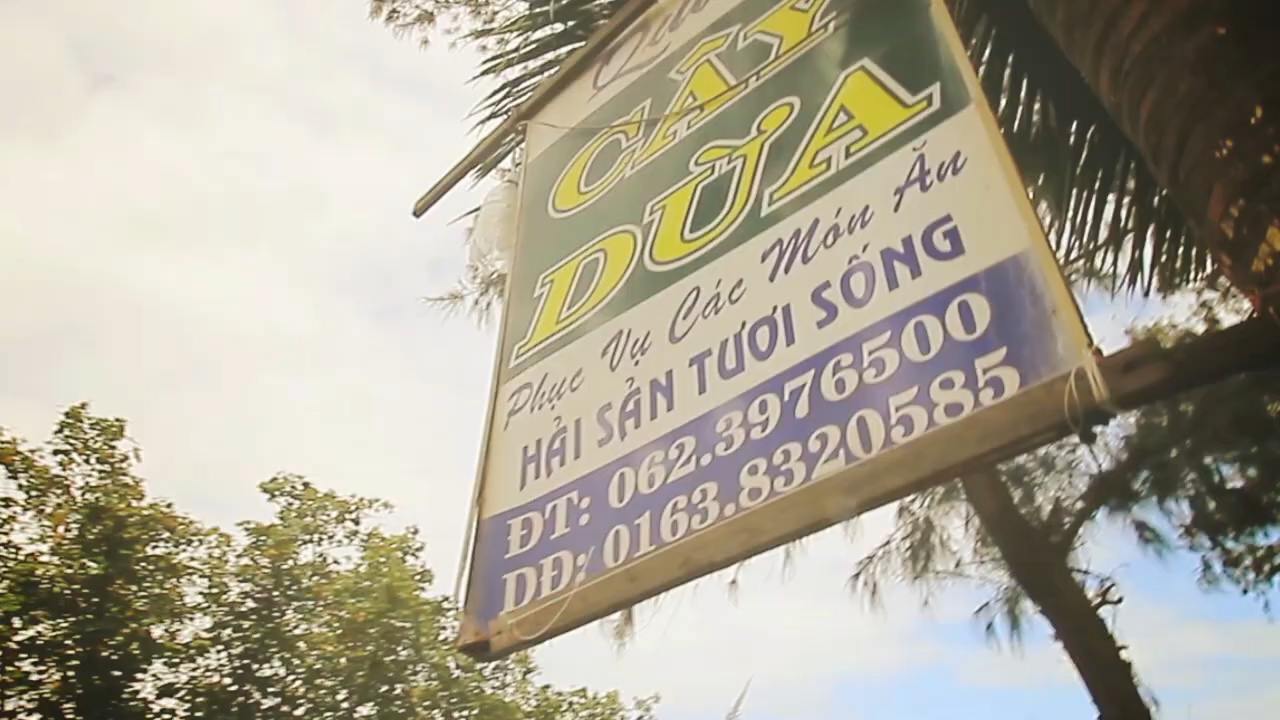 CÂY
DỪA
Phục Vụ Các Món Ăn
HẢI SẢN TƯƠI SỐNG
ĐT: 062.3976500
DĐ: 0163.8320585